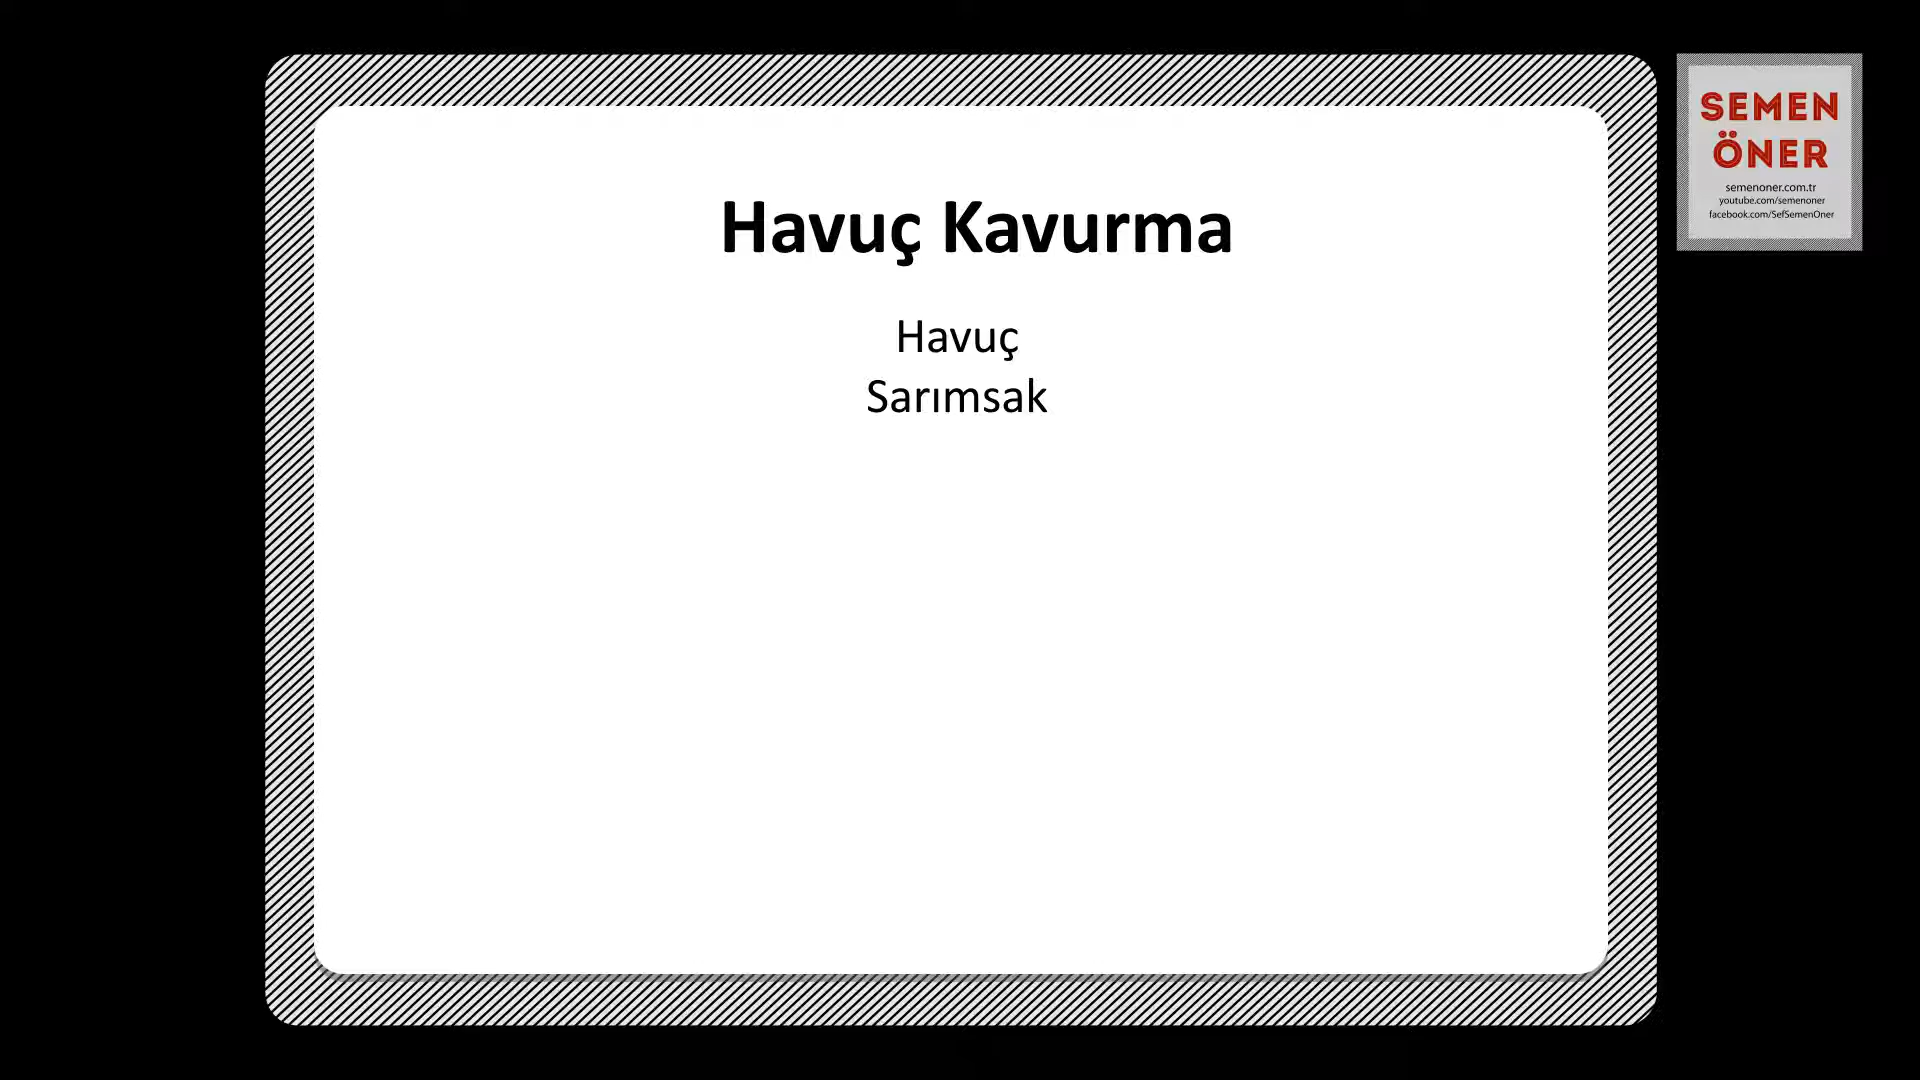 Havuç Kavurma
Havuç
Sarımsak
SEMEN
ÖNER
semenoner.com.tr
youtube.com/semenoner
facebook.com/SefSemenOner